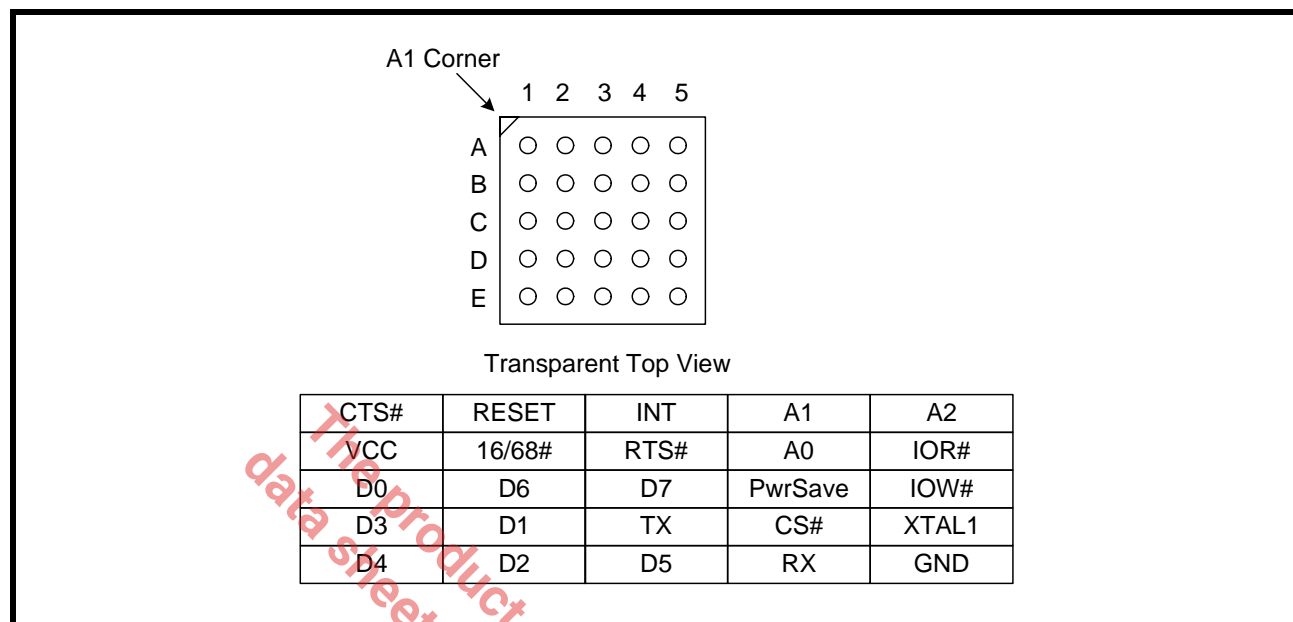 A1 Corner
1 2 3 4 5
A
B
C
D
E
Transparent Top View
CTS# RESET INT A1 A2
VCC 16/68# RTS# A0 IOR#
D0 D6 D7 PwrSave IOW#
D3 D1 TX CS# XTAL1
D4 D2 D5 RX GND
The product
data sheet